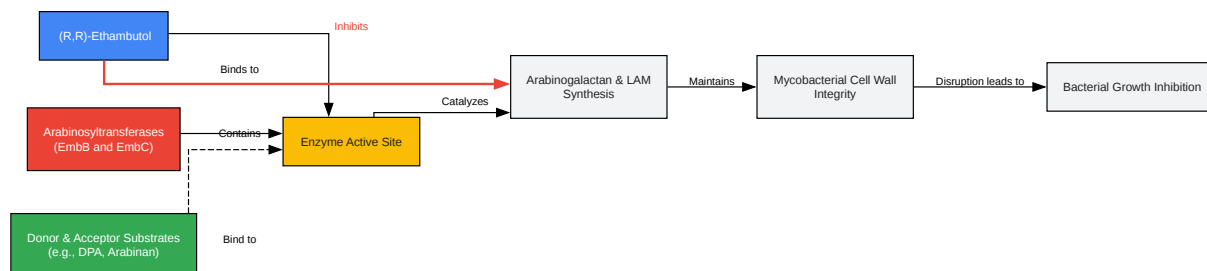 (R,R)-Ethambutol
Inhibits
Binds to
Arabinogalactan & LAM
Synthesis
Maintains
Mycobacterial Cell Wall
Integrity
Disruption leads to
Bacterial Growth Inhibition
Catalyzes
Arabinosyltransferases
(EmbB and EmbC)
Contains
Enzyme Active Site
Donor & Acceptor Substrates
(e.g., DPA, Arabinan)
Bind to